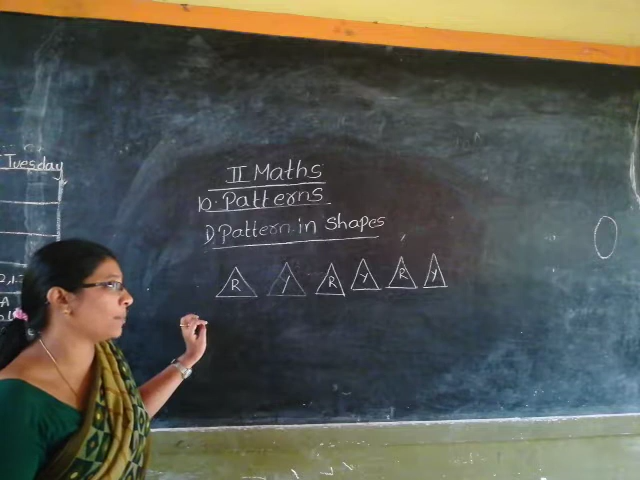 Tuesday
II Maths
10. Patterns
1) Pattern in Shapes
R Y R Y R Y